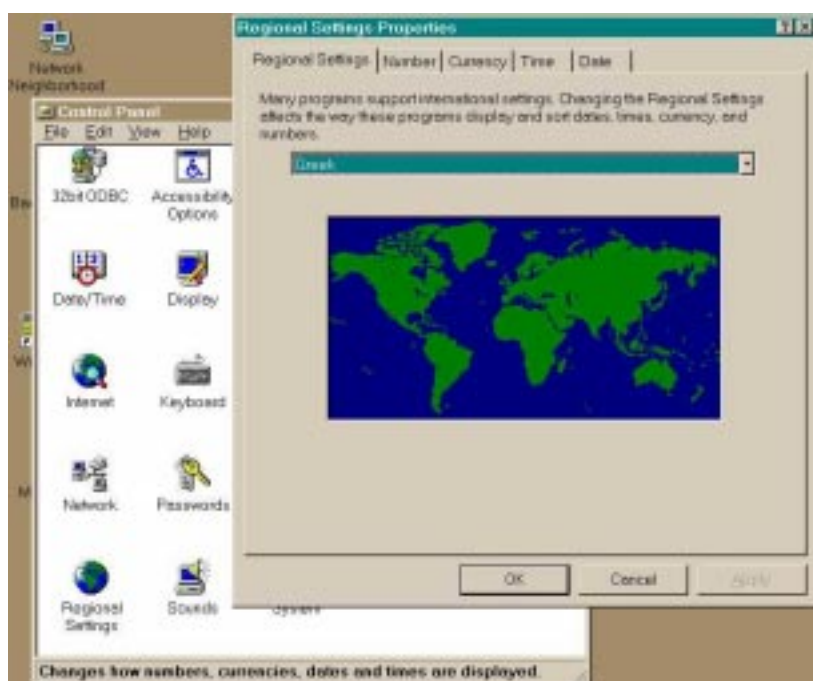 Network
Neighborhood
Control Panel
File Edit View Help
32bit ODBC
Accessibility
Options
Date/Time
Display
Internet
Keyboard
Network
Passwords
Regional
Settings
Sounds
System
Changes how numbers, currencies, dates and times are displayed.
Regional Settings Properties
Regional Settings Number Currency Time Date
Many programs support international settings. Changing the Regional Settings
affects the way these programs display and sort dates, times, currency, and
numbers.
Greek
OK Cancel Apply